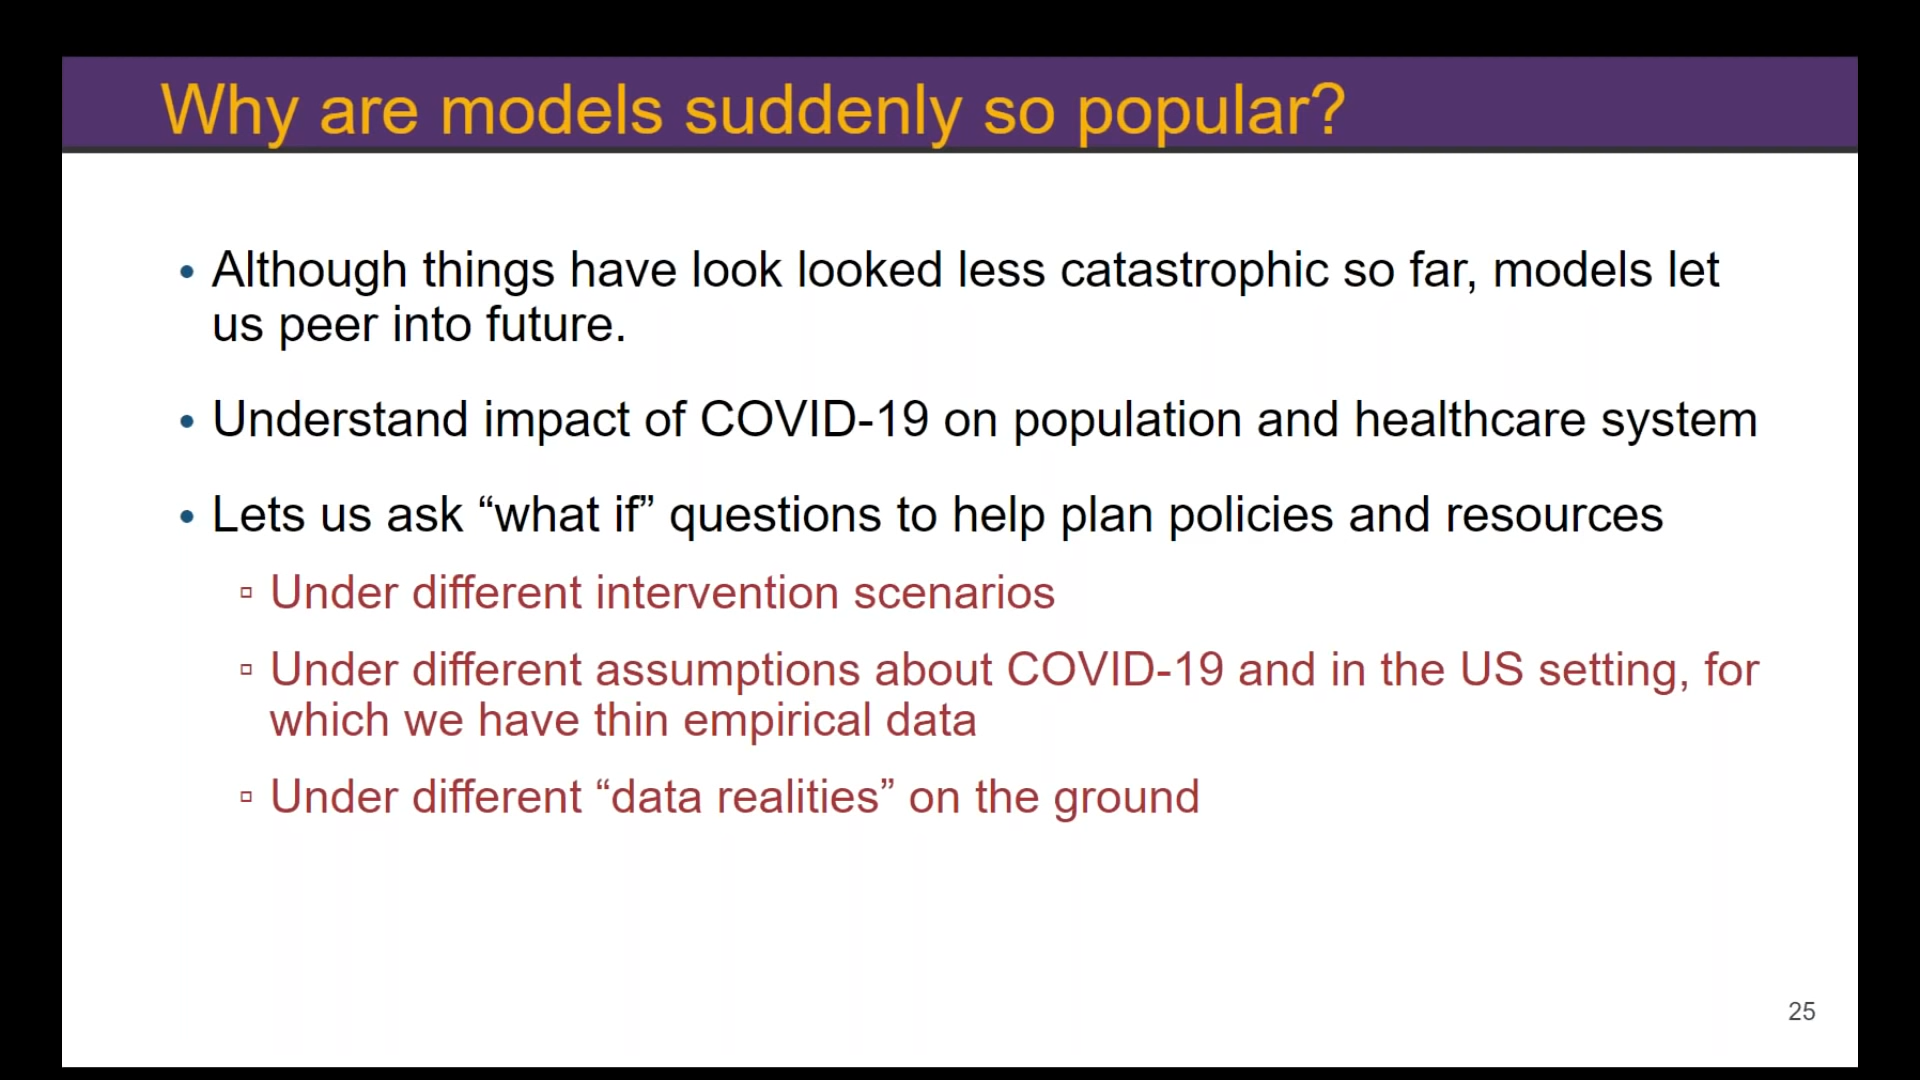 Why are models suddenly so popular?
• Although things have look looked less catastrophic so far, models let
us peer into future.
• Understand impact of COVID-19 on population and healthcare system
• Lets us ask “what if” questions to help plan policies and resources
▫ Under different intervention scenarios
▫ Under different assumptions about COVID-19 and in the US setting, for
which we have thin empirical data
▫ Under different “data realities” on the ground
25